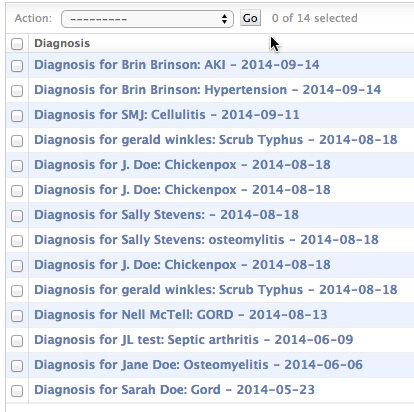 Action: --------- Go 0 of 14 selected
Diagnosis
Diagnosis for Brin Brinson: AKI - 2014-09-14
Diagnosis for Brin Brinson: Hypertension - 2014-09-14
Diagnosis for SMJ: Cellulitis - 2014-09-11
Diagnosis for gerald winkles: Scrub Typhus - 2014-08-18
Diagnosis for J. Doe: Chickenpox - 2014-08-18
Diagnosis for J. Doe: Chickenpox - 2014-08-18
Diagnosis for Sally Stevens: - 2014-08-18
Diagnosis for Sally Stevens: osteomylitis - 2014-08-18
Diagnosis for J. Doe: Chickenpox - 2014-08-18
Diagnosis for gerald winkles: Scrub Typhus - 2014-08-18
Diagnosis for Nell McTell: GORD - 2014-08-13
Diagnosis for JL test: Septic arthritis - 2014-06-09
Diagnosis for Jane Doe: Osteomyelitis - 2014-06-06
Diagnosis for Sarah Doe: Gord - 2014-05-23